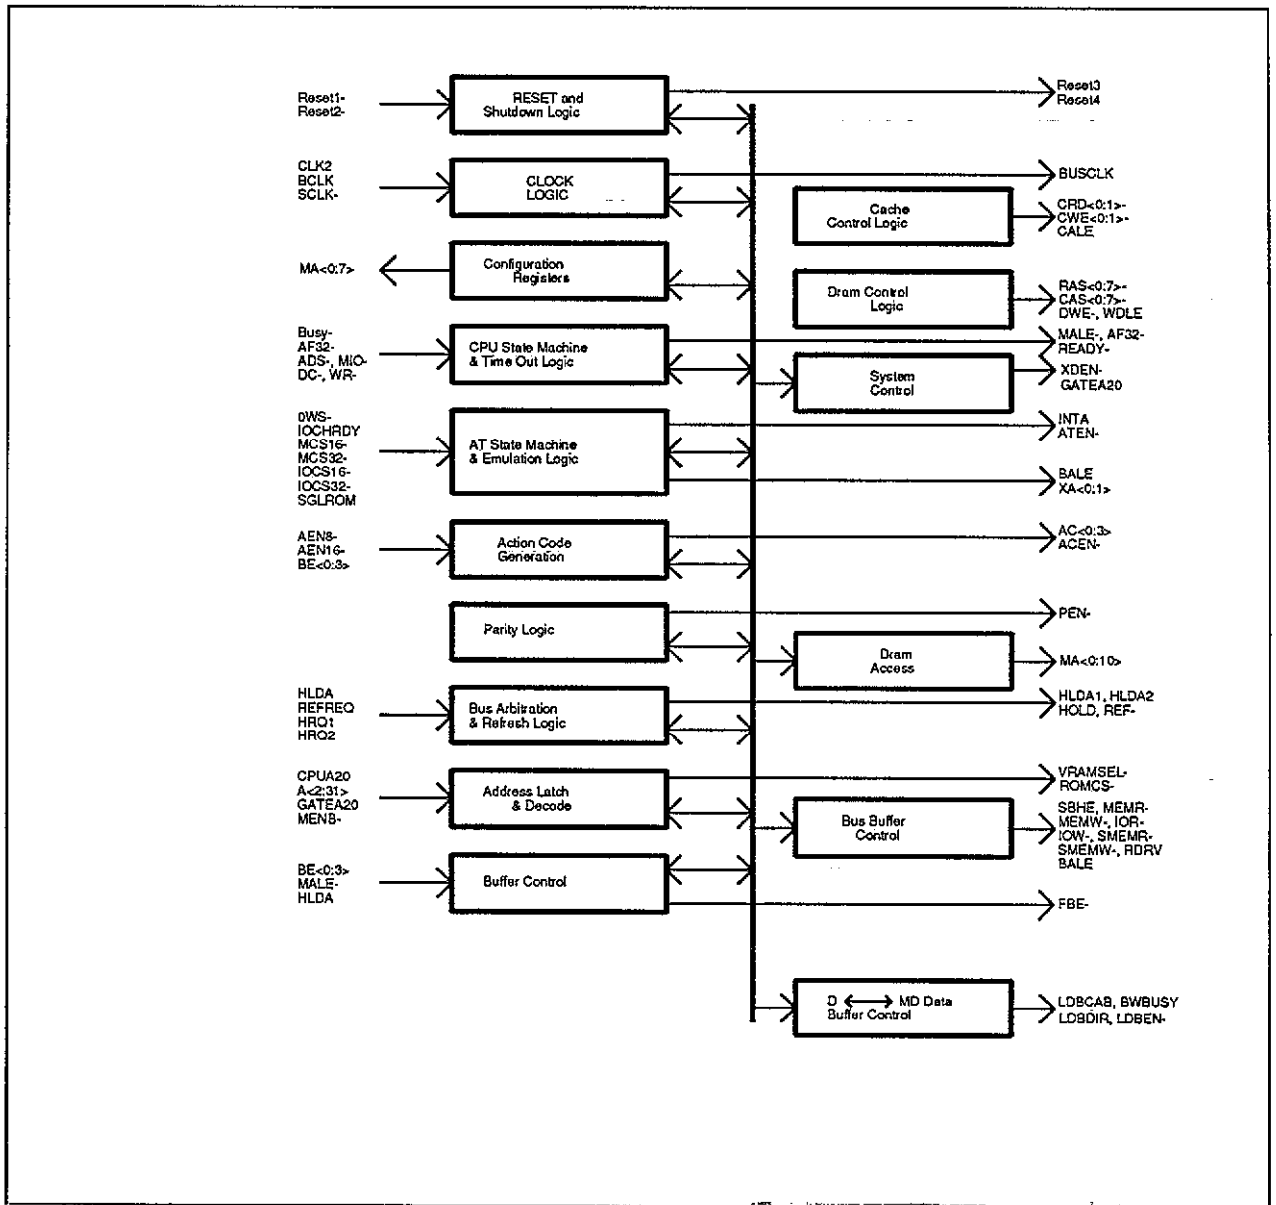 Reset1-
Reset2-
RESET and
Shutdown Logic
Reset3
Reset4
CLK2
BCLK
SCLK-
CLOCK
LOGIC
BUSCLK
Cache
Control Logic
CRD<0:1>-
CWE<0:1>-
CALE
MA<0:7>
Configuration
Registers
Dram Control
Logic
RAS<0:7>-
CAS<0:7>-
DWE-, WDLE
Busy-
AF32-
ADS-, MIO-
DC-, WR-
CPU State Machine
& Time Out Logic
MALE-, AF32-
READY-
System
Control
XDEN-
GATEA20
0WS-
IOCHRDY
MCS16-
MCS32-
IOCS16-
IOCS32-
SGLROM
AT State Machine
& Emulation Logic
INTA
ATEN-
BALE
XA<0:1>
AEN8-
AEN16-
BE<0:3>
Action Code
Generation
AC<0:3>
ACEN-
Parity Logic
PEN-
Dram
Access
MA<0:10>
HLDA
REFREQ
HRQ1
HRQ2
Bus Arbitration
& Refresh Logic
HLDA1, HLDA2
HOLD, REF-
CPUA20
A<2:31>
GATEA20
MEN8-
Address Latch
& Decode
VRAMSEL-
ROMCS-
Bus Buffer
Control
SBHE, MEMR-
MEMW-, IOR-
IOW-, SMEMR-
SMEMW-, RDRV
BALE
BE<0:3>
MALE-
HLDA
Buffer Control
FBE-
D MD Data
Buffer Control
LDBCAB, BWBUSY
LDBDIR, LDBEN-